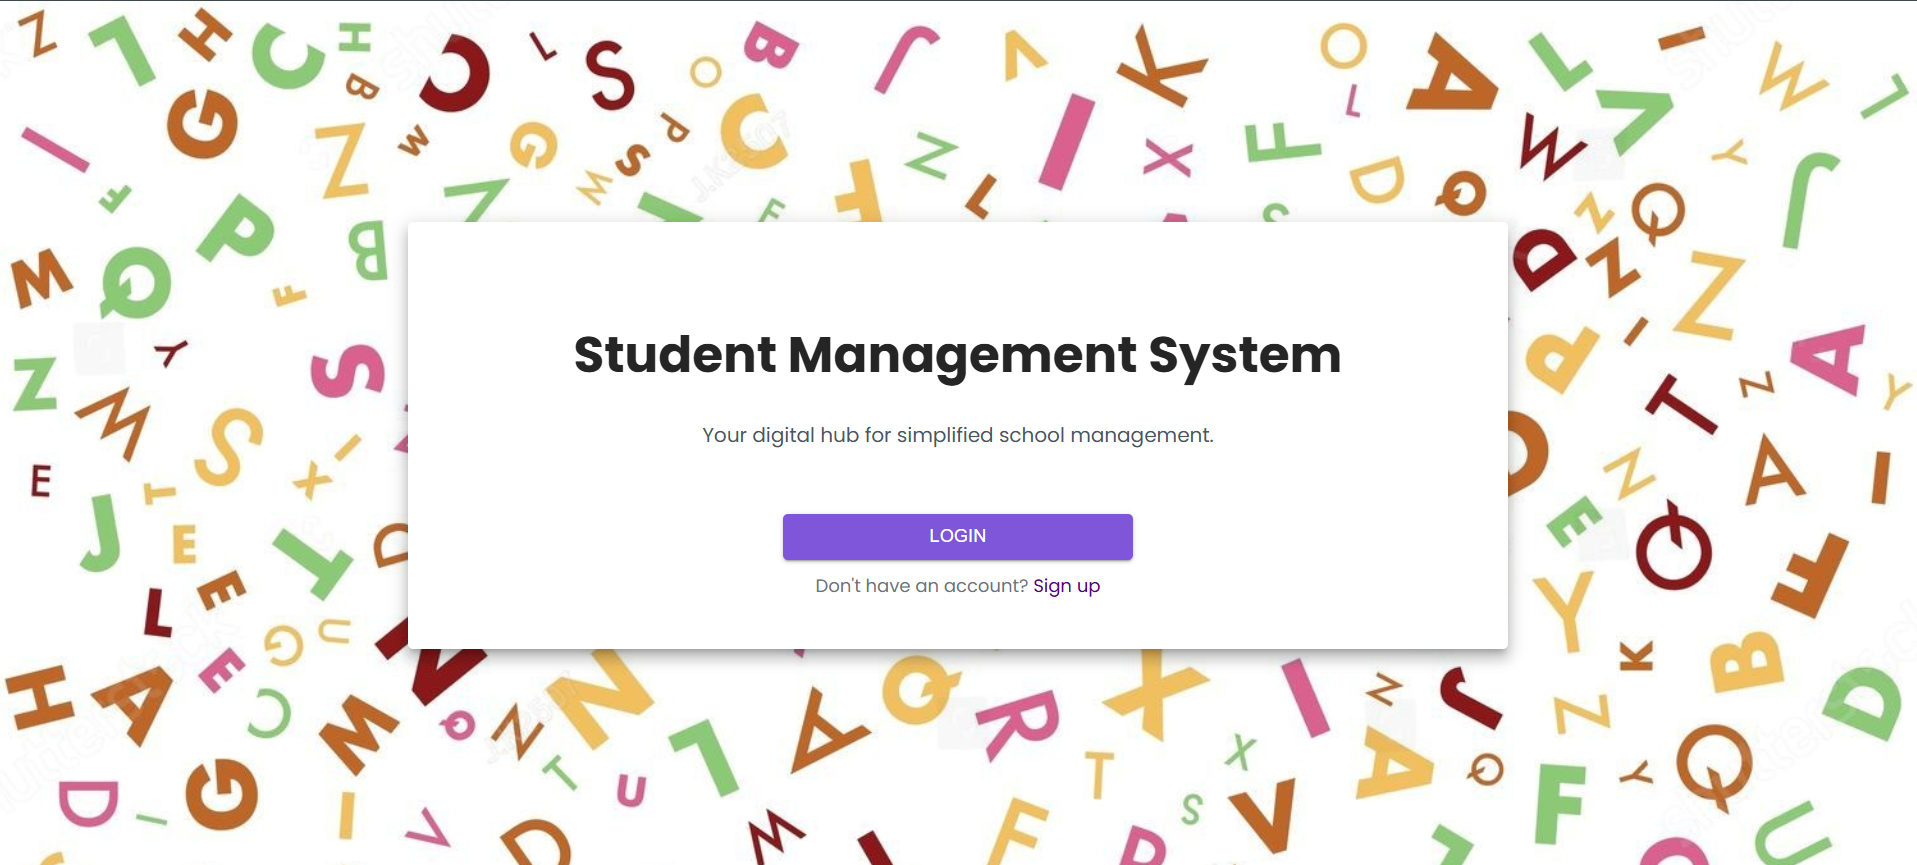 Student Management System
Your digital hub for simplified school management.
LOGIN
Don't have an account? Sign up